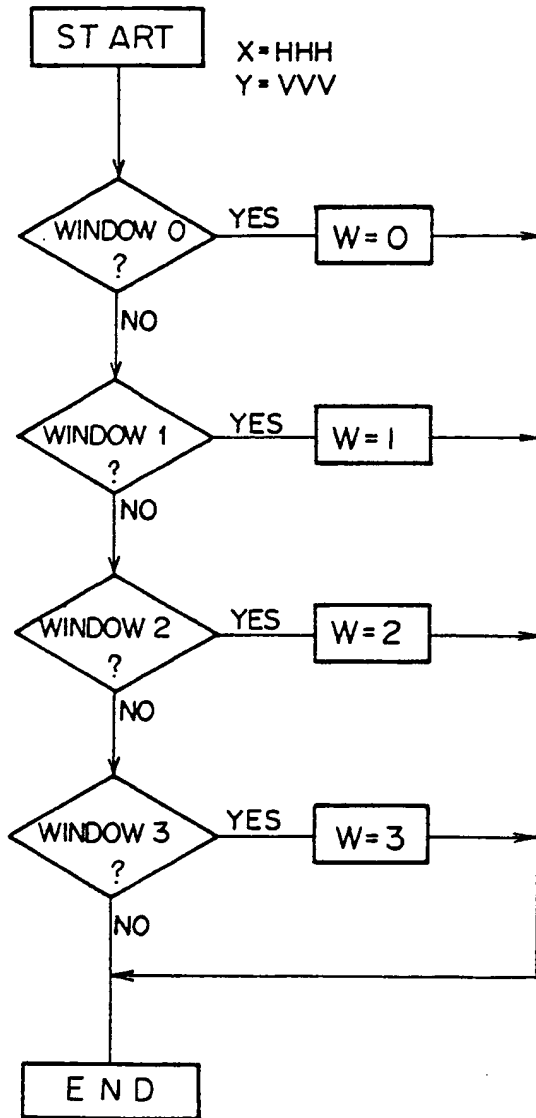 START
X=HHH
Y=VVV
WINDOW 0
?
YES
W=0
NO
WINDOW 1
?
YES
W=1
NO
WINDOW 2
?
YES
W=2
NO
WINDOW 3
?
YES
W=3
NO
END